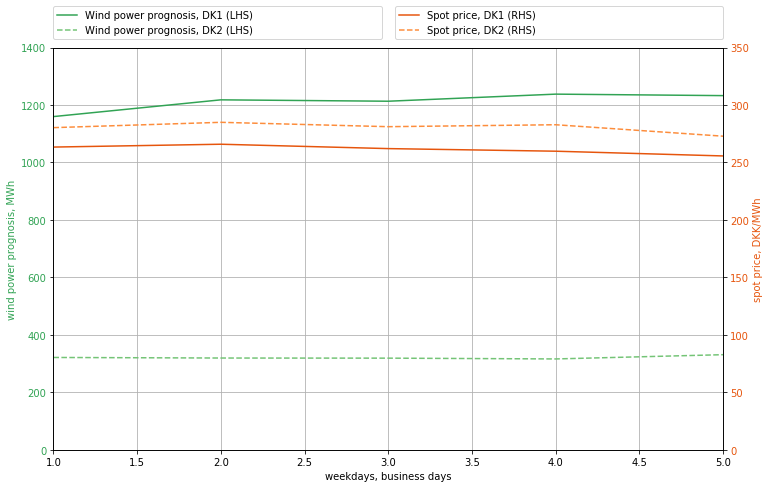 Wind power prognosis, DK1 (LHS)
Wind power prognosis, DK2 (LHS)
Spot price, DK1 (RHS)
Spot price, DK2 (RHS)
1400
1200
1000
800
600
400
200
0
wind power prognosis, MWh
350
300
250
200
150
100
50
0
spot price, DKK/MWh
1.0 1.5 2.0 2.5 3.0 3.5 4.0 4.5 5.0
weekdays, business days